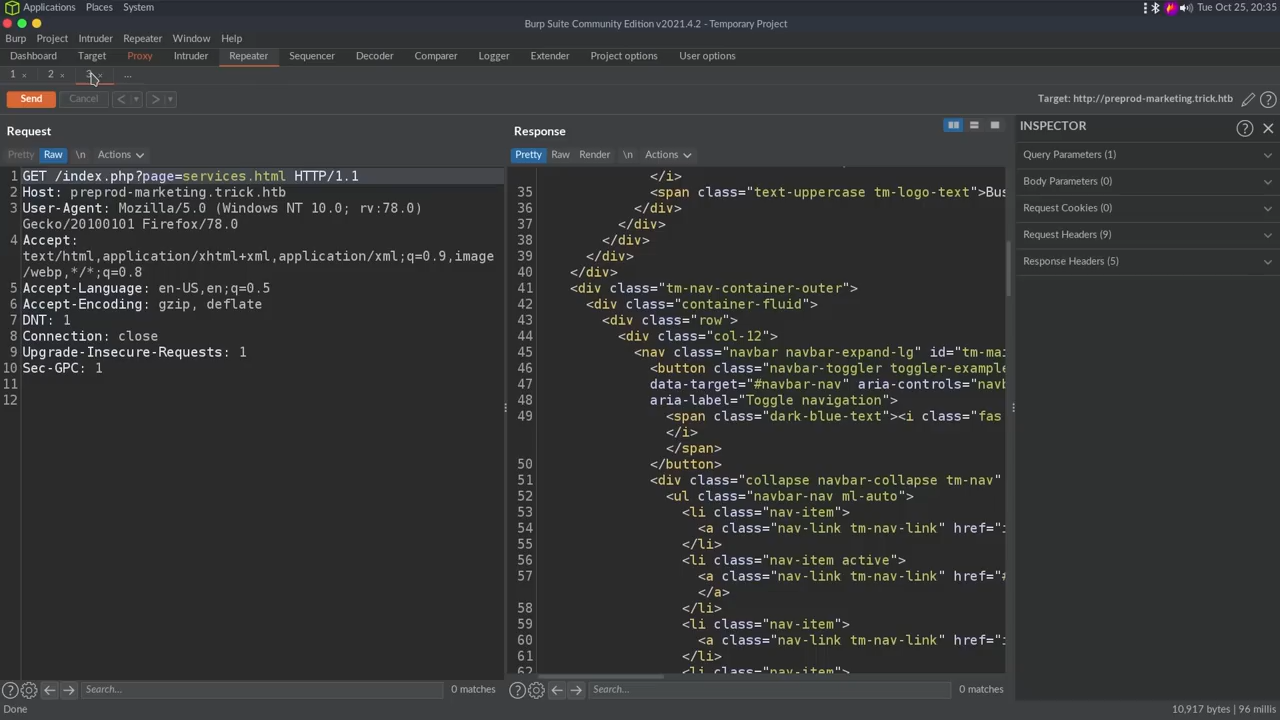 Applications Places System Tue Oct 25, 20:35
Burp Suite Community Edition v2021.4.2 - Temporary Project
Burp Project Intruder Repeater Window Help
Dashboard Target Proxy Intruder Repeater Sequencer Decoder Comparer Logger Extender Project options User options
1 × 2 × 3 × ...
Send Cancel < > Target: http://preprod-marketing.trick.htb
Request
Pretty Raw \n Actions
1 GET /index.php?page=services.html HTTP/1.1
2 Host: preprod-marketing.trick.htb
3 User-Agent: Mozilla/5.0 (Windows NT 10.0; rv:78.0)
Gecko/20100101 Firefox/78.0
4 Accept:
text/html,application/xhtml+xml,application/xml;q=0.9,image
/webp,*/*;q=0.8
5 Accept-Language: en-US,en;q=0.5
6 Accept-Encoding: gzip, deflate
7 DNT: 1
8 Connection: close
9 Upgrade-Insecure-Requests: 1
10 Sec-GPC: 1
11
12
Search... 0 matches
Response
Pretty Raw Render \n Actions
</i>
35 <span class="text-uppercase tm-logo-text">Bus
36 </div>
37 </div>
38 </div>
39 </div>
40 </div>
41 <div class="tm-nav-container-outer">
42 <div class="container-fluid">
43 <div class="row">
44 <div class="col-12">
45 <nav class="navbar navbar-expand-lg" id="tm-mai
46 <button class="navbar-toggler toggler-example
47 data-target="#navbar-nav" aria-controls="navb
48 aria-label="Toggle navigation">
49 <span class="dark-blue-text"><i class="fas
</i>
</span>
50 </button>
51 <div class="collapse navbar-collapse tm-nav"
52 <ul class="navbar-nav ml-auto">
53 <li class="nav-item">
54 <a class="nav-link tm-nav-link" href="i
55 </li>
56 <li class="nav-item active">
57 <a class="nav-link tm-nav-link" href="#
</a>
58 </li>
59 <li class="nav-item">
60 <a class="nav-link tm-nav-link" href="
61 </li>
62 <li class="nav-item">
Search... 0 matches
INSPECTOR
Query Parameters (1)
Body Parameters (0)
Request Cookies (0)
Request Headers (9)
Response Headers (5)
Done 10,917 bytes | 96 millis